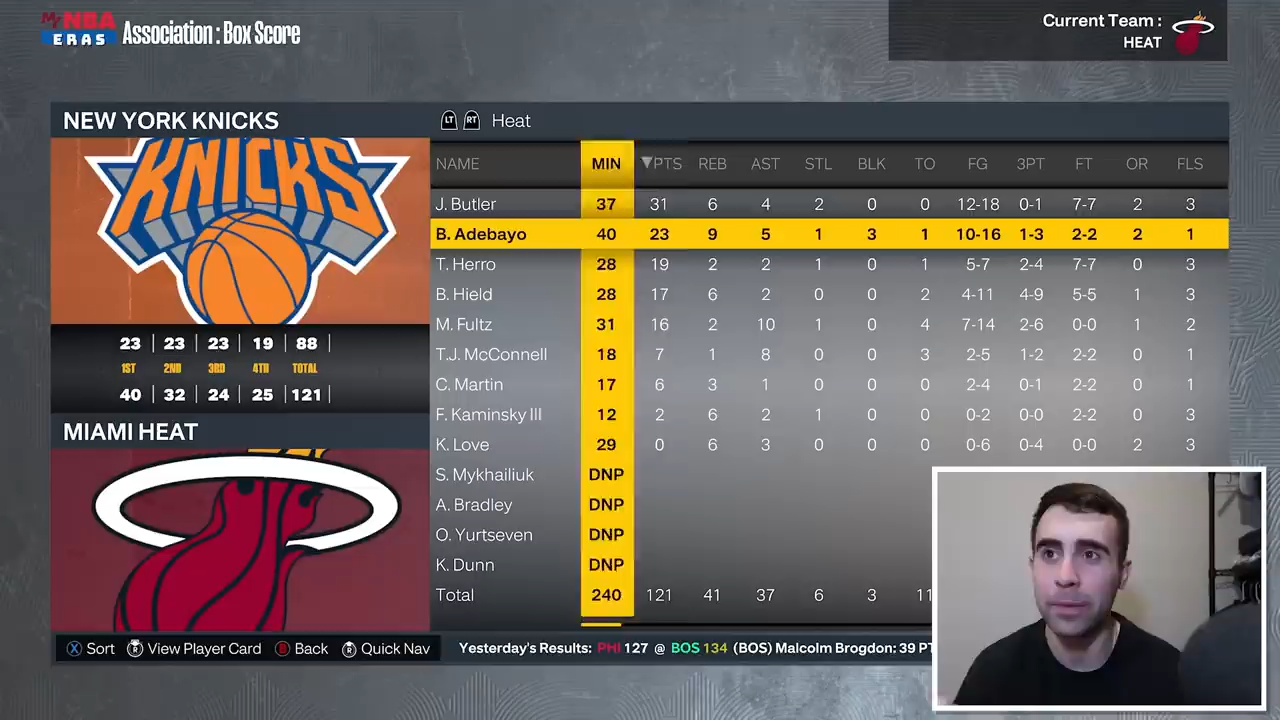 MyNBA
ERAS
Association : Box Score
Current Team :
HEAT
NEW YORK KNICKS
KNICKS
23 | 23 | 23 | 19 | 88 |
1ST 2ND 3RD 4TH TOTAL
40 | 32 | 24 | 25 | 121 |
MIAMI HEAT
LT RT Heat
NAME MIN ▼PTS REB AST STL BLK TO FG 3PT FT OR FLS
J. Butler 37 31 6 4 2 0 0 12-18 0-1 7-7 2 3
B. Adebayo 40 23 9 5 1 3 1 10-16 1-3 2-2 2 1
T. Herro 28 19 2 2 1 0 1 5-7 2-4 7-7 0 3
B. Hield 28 17 6 2 0 0 2 4-11 4-9 5-5 1 3
M. Fultz 31 16 2 10 1 0 4 7-14 2-6 0-0 1 2
T.J. McConnell 18 7 1 8 0 0 3 2-5 1-2 2-2 0 1
C. Martin 17 6 3 1 0 0 0 2-4 0-1 2-2 0 1
F. Kaminsky III 12 2 6 2 1 0 0 0-2 0-0 2-2 0 3
K. Love 29 0 6 3 0 0 0 0-6 0-4 0-0 2 3
S. Mykhailiuk DNP
A. Bradley DNP
O. Yurtseven DNP
K. Dunn DNP
Total 240 121 41 37 6 3 11
X Sort R View Player Card B Back R Quick Nav
Yesterday's Results: PHI 127 @ BOS 134 (BOS) Malcolm Brogdon: 39 PT